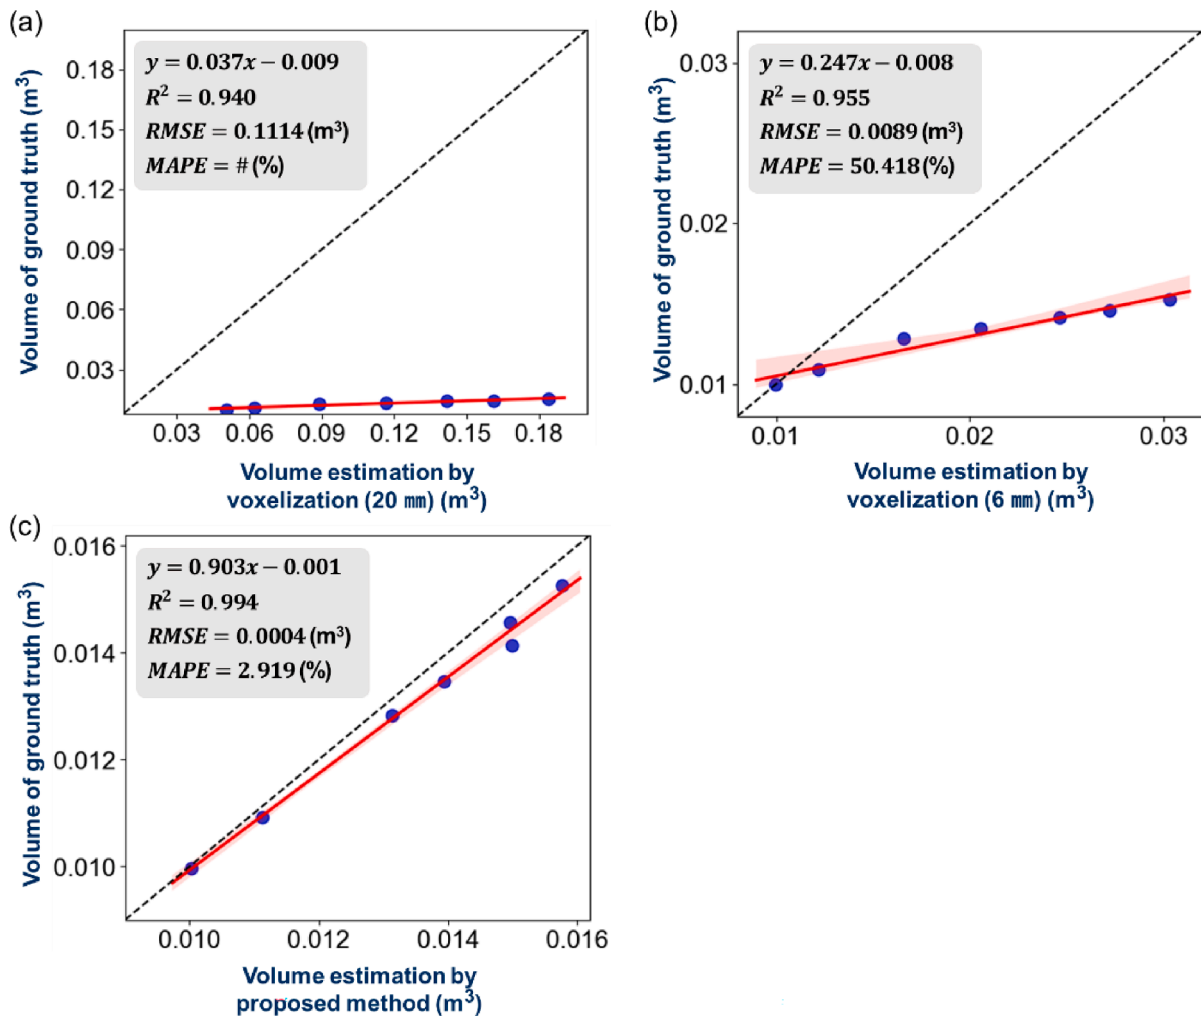 (a)
y = 0.037x − 0.009
R² = 0.940
RMSE = 0.1114 (m³)
MAPE = # (%)
Volume of ground truth (m³)
0.18
0.15
0.12
0.09
0.06
0.03
0.03 0.06 0.09 0.12 0.15 0.18
Volume estimation by
voxelization (20 ㎜) (m³)
(b)
y = 0.247x − 0.008
R² = 0.955
RMSE = 0.0089 (m³)
MAPE = 50.418 (%)
Volume of ground truth (m³)
0.03
0.02
0.01
0.01 0.02 0.03
Volume estimation by
voxelization (6 ㎜) (m³)
(c)
y = 0.903x − 0.001
R² = 0.994
RMSE = 0.0004 (m³)
MAPE = 2.919 (%)
Volume of ground truth (m³)
0.016
0.014
0.012
0.010
0.010 0.012 0.014 0.016
Volume estimation by
proposed method (m³)